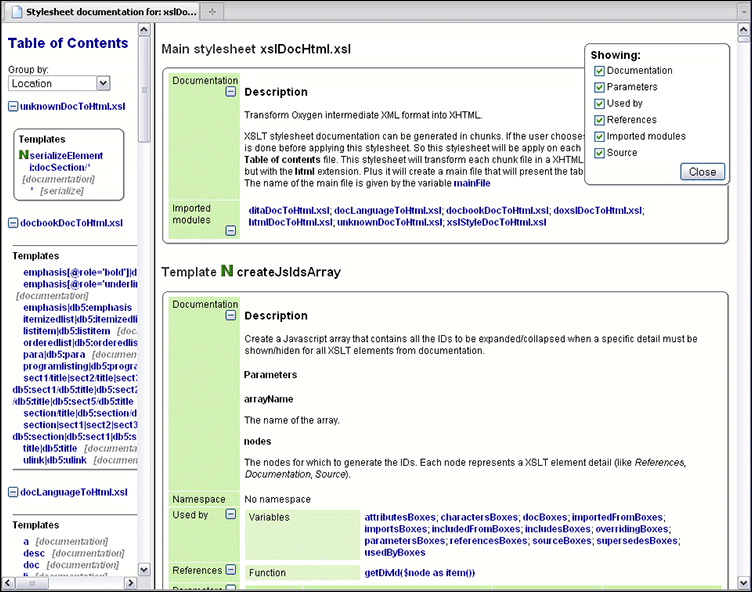 Stylesheet documentation for: xslDo...
Table of Contents
Group by:
Location
unknownDocToHtml.xsl
Templates
N serializeElement
i:docSection/*
[documentation]
* [serialize]
docbookDocToHtml.xsl
Templates
emphasis[@role='bold']|d
emphasis[@role='underlin
[documentation]
emphasis|db5:emphasis
itemizedlist|db5:itemizedli
listitem|db5:listitem [doc
orderedlist|db5:orderedlis
para|db5:para [documen
programlisting|db5:progra
sect1/title|sect2/title|sect3
db5:sect1/db5:title|db5:sect2
/db5:title|db5:sect5/db5:title
section/title|db5:section/d
section|sect1|sect2|sect3
db5:section|db5:sect1|db5:s
title|db5:title [documenta
ulink|db5:ulink [documen
docLanguageToHtml.xsl
Templates
a [documentation]
desc [documentation]
doc [documentation]
Main stylesheet xslDocHtml.xsl
Documentation
Description
Transform Oxygen intermediate XML format into XHTML.
XSLT stylesheet documentation can be generated in chunks. If the user chooses
is done before applying this stylesheet. So this stylesheet will be apply on each
Table of contents file. This stylesheet will transform each chunk file in a XHTML
but with the html extension. Plus it will create a main file that will present the tab
The name of the main file is given by the variable mainFile
Imported modules
ditaDocToHtml.xsl; docLanguageToHtml.xsl; docbookDocToHtml.xsl; doxslDocToHtml.xsl;
htmlDocToHtml.xsl; unknownDocToHtml.xsl; xslStyleDocToHtml.xsl
Showing:
Documentation
Parameters
Used by
References
Imported modules
Source
Close
Template N createJsIdsArray
Documentation
Description
Create a Javascript array that contains all the IDs to be expanded/collapsed when a specific detail must be
shown/hiden for all XSLT elements from documentation.
Parameters
arrayName
The name of the array.
nodes
The nodes for which to generate the IDs. Each node represents a XSLT element detail (like References,
Documentation, Source).
Namespace No namespace
Used by
Variables
attributesBoxes; charactersBoxes; docBoxes; importedFromBoxes;
importsBoxes; includedFromBoxes; includesBoxes; overridingBoxes;
parametersBoxes; referencesBoxes; sourceBoxes; supersedesBoxes;
usedByBoxes
References
Function
getDivId($node as item())